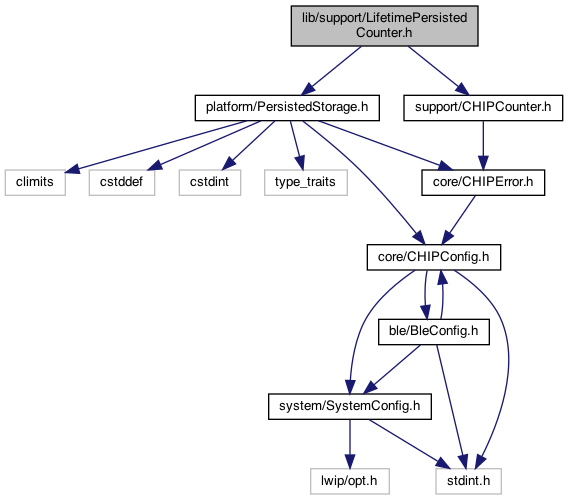 lib/support/LifetimePersisted
Counter.h
platform/PersistedStorage.h
support/CHIPCounter.h
climits
cstddef
cstdint
type_traits
core/CHIPError.h
core/CHIPConfig.h
ble/BleConfig.h
system/SystemConfig.h
lwip/opt.h
stdint.h